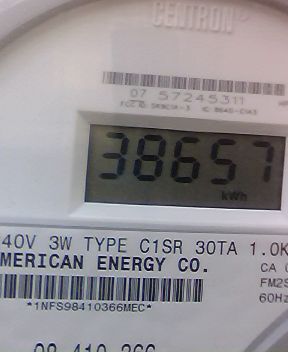 CENTRON®
07 57245311
38657
kWh
40V 3W TYPE C1SR 30TA 1.0K
MERICAN ENERGY CO.
CA
FM2S
60Hz
*1NFS98410366MEC*